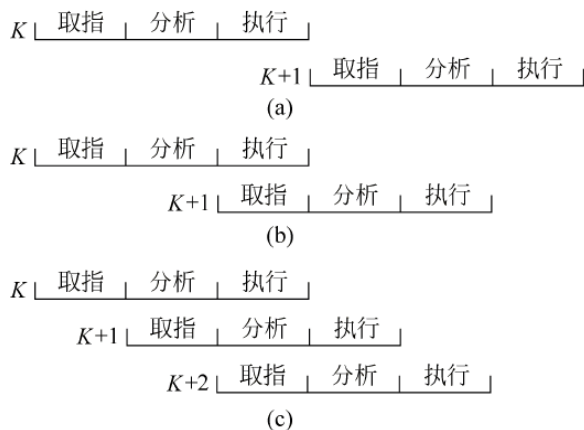 K 取指 分析 执行
K+1 取指 分析 执行
(a)
K 取指 分析 执行
K+1 取指 分析 执行
(b)
K 取指 分析 执行
K+1 取指 分析 执行
K+2 取指 分析 执行
(c)